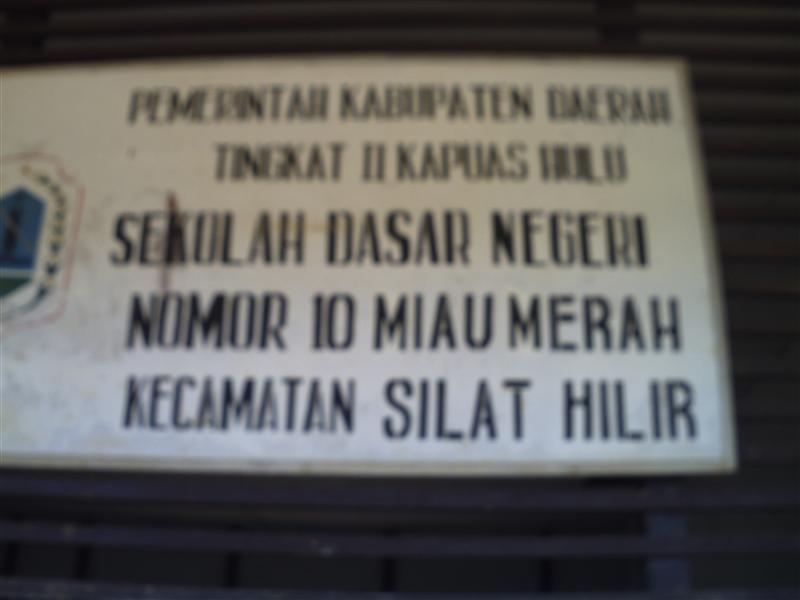 PEMERINTAH KABUPATEN DAERAH
TINGKAT II KAPUAS HULU
SEKOLAH DASAR NEGERI
NOMOR 10 MIAU MERAH
KECAMATAN SILAT HILIR